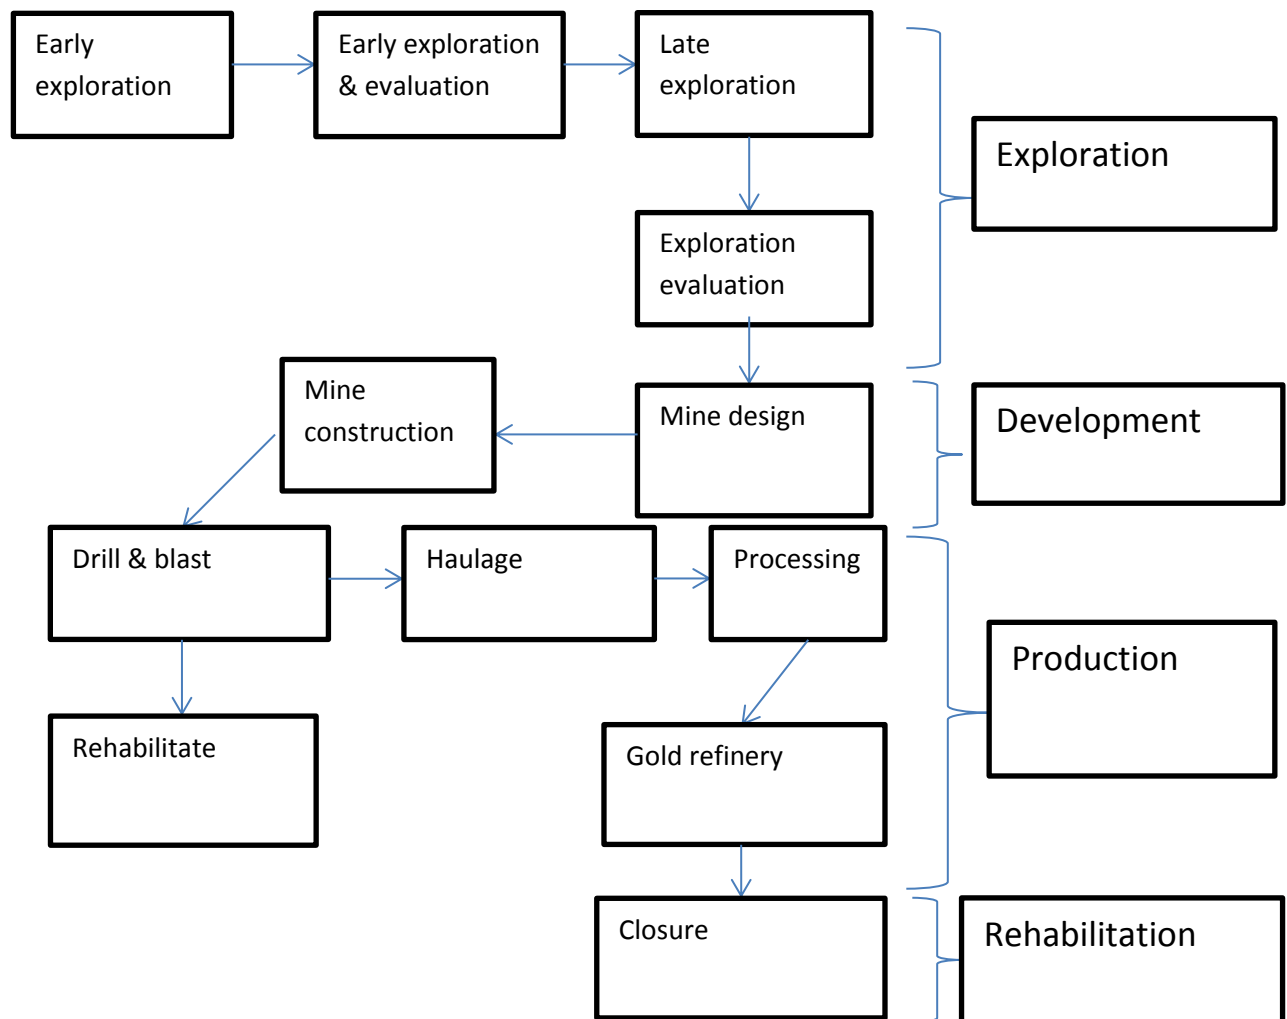 Early
exploration
Early exploration
& evaluation
Late
exploration
Exploration
Exploration
evaluation
Mine
construction
Mine design
Development
Drill & blast
Haulage
Processing
Production
Rehabilitate
Gold refinery
Closure
Rehabilitation